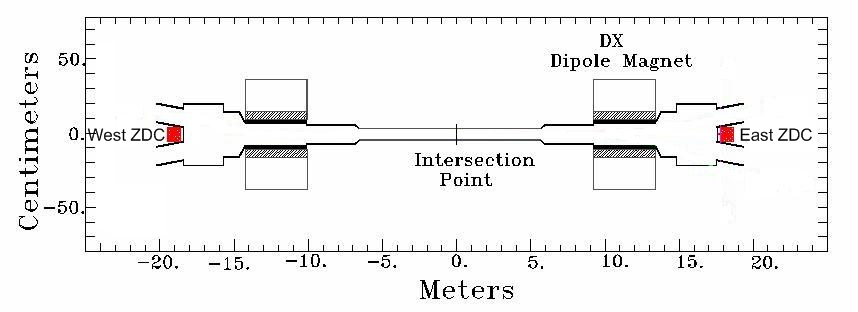 DX
Dipole Magnet
Centimeters
50.
0.
-50.
West ZDC
East ZDC
Intersection
Point
-20. -15. -10. -5. 0. 5. 10. 15. 20.
Meters